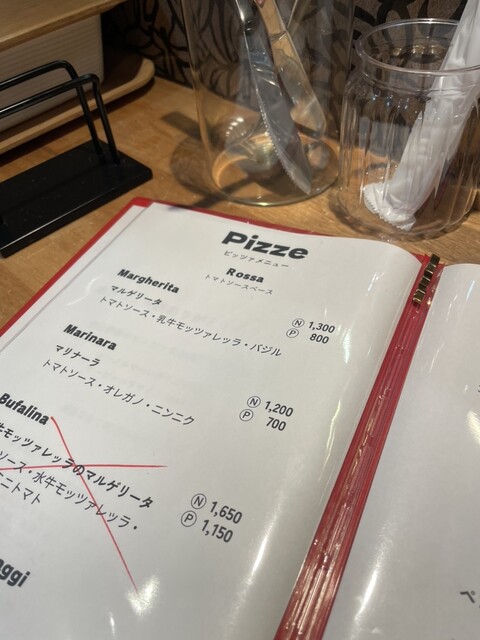 Pizze
ピッツァメニュー
Rossa
トマトソースベース
Margherita
マルゲリータ
トマトソース・乳牛モッツァレッラ・バジル
Ⓝ 1,300
Ⓟ 800
Marinara
マリナーラ
トマトソース・オレガノ・ニンニク
Ⓝ 1,200
Ⓟ 700
Bufalina
牛モッツァレッラのマルゲリータ
ソース・水牛モッツァレッラ・
ニトマト
Ⓝ 1,650
Ⓟ 1,150
aggi